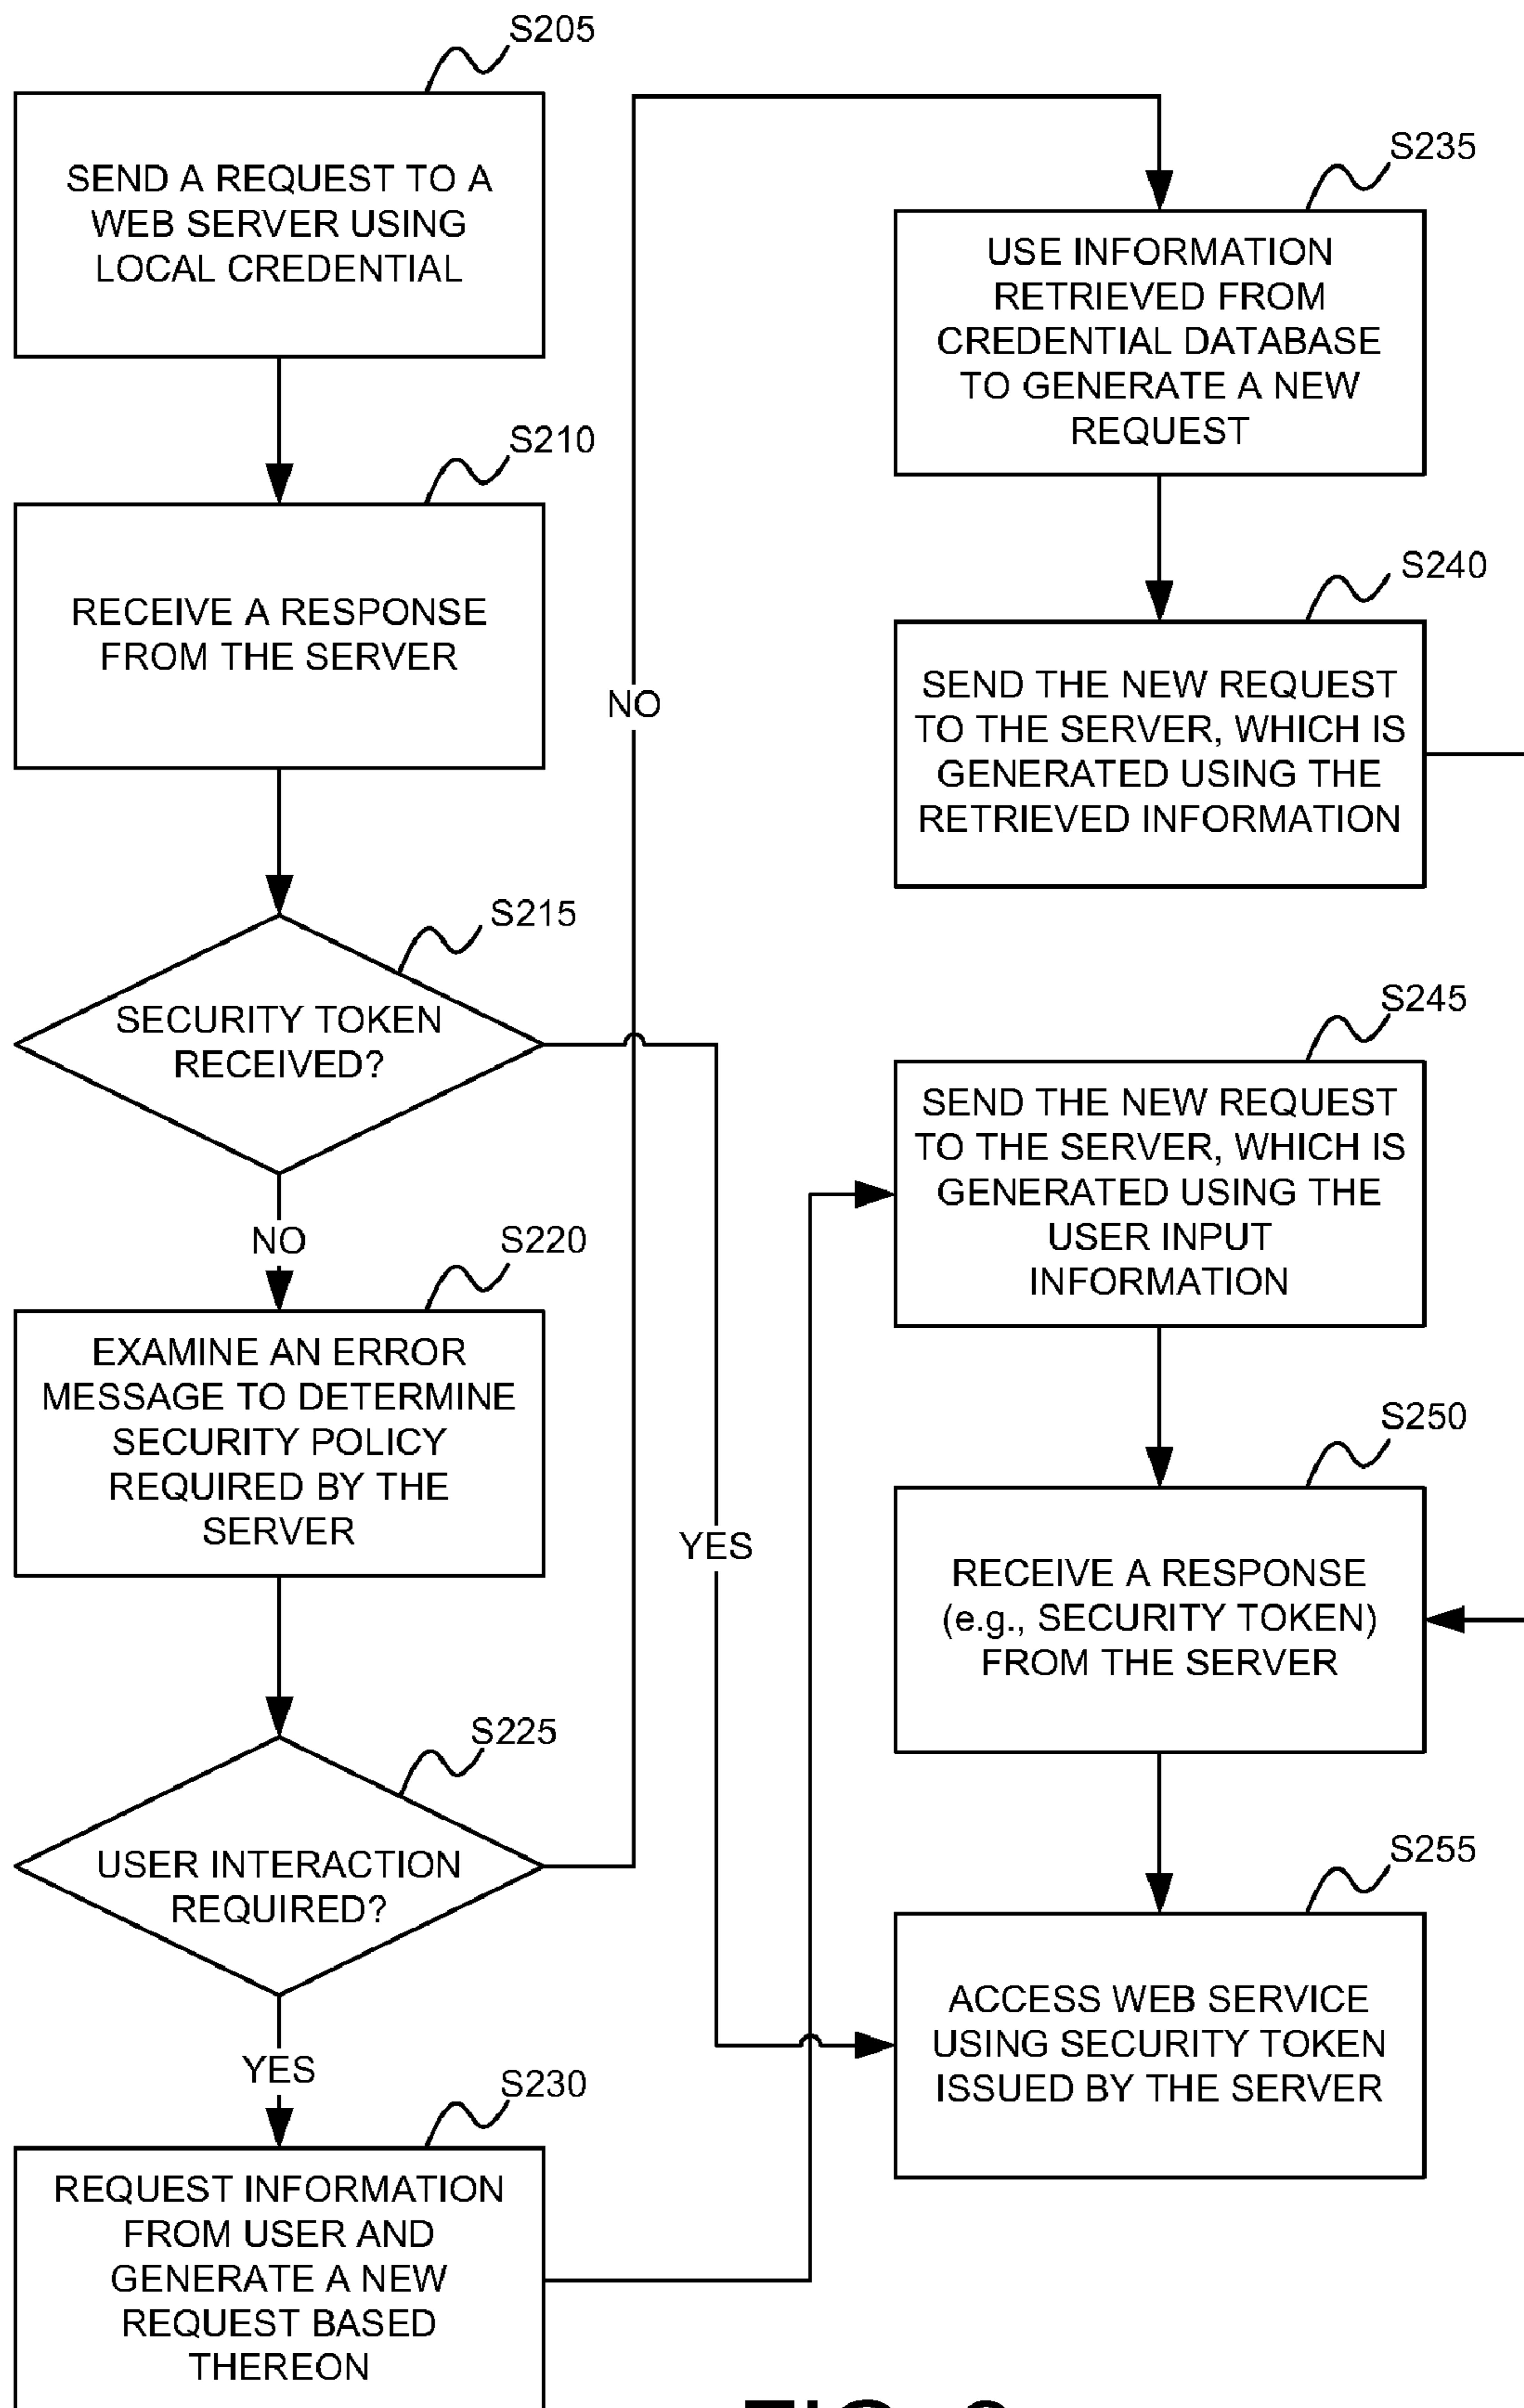 S205
SEND A REQUEST TO A
WEB SERVER USING
LOCAL CREDENTIAL
S210
RECEIVE A RESPONSE
FROM THE SERVER
S215
SECURITY TOKEN
RECEIVED?
NO
S220
EXAMINE AN ERROR
MESSAGE TO DETERMINE
SECURITY POLICY
REQUIRED BY THE
SERVER
S225
USER INTERACTION
REQUIRED?
YES
S230
REQUEST INFORMATION
FROM USER AND
GENERATE A NEW
REQUEST BASED
THEREON
NO
YES
S235
USE INFORMATION
RETRIEVED FROM
CREDENTIAL DATABASE
TO GENERATE A NEW
REQUEST
S240
SEND THE NEW REQUEST
TO THE SERVER, WHICH IS
GENERATED USING THE
RETRIEVED INFORMATION
S245
SEND THE NEW REQUEST
TO THE SERVER, WHICH IS
GENERATED USING THE
USER INPUT
INFORMATION
S250
RECEIVE A RESPONSE
(e.g., SECURITY TOKEN)
FROM THE SERVER
S255
ACCESS WEB SERVICE
USING SECURITY TOKEN
ISSUED BY THE SERVER